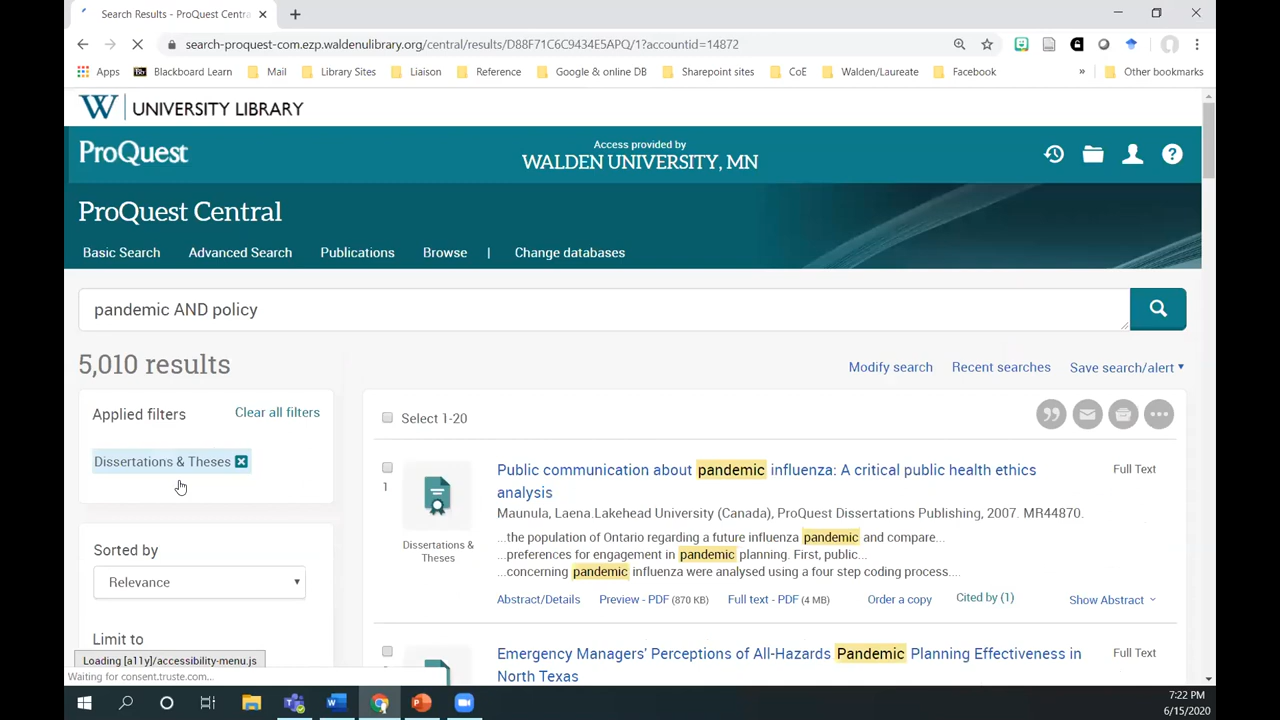 Search Results - ProQuest Centra
search-proquest-com.ezp.waldenulibrary.org/central/results/D88F71C6C9434E5APQ/1?accountid=14872
Apps Bb Blackboard Learn Mail Library Sites Liaison Reference Google & online DB Sharepoint sites CoE Walden/Laureate Facebook » Other bookmarks
W UNIVERSITY LIBRARY
ProQuest
Access provided by
WALDEN UNIVERSITY, MN
ProQuest Central
Basic Search Advanced Search Publications Browse | Change databases
pandemic AND policy
5,010 results
Modify search Recent searches Save search/alert
Applied filters Clear all filters
Dissertations & Theses
Sorted by
Relevance
Limit to
Select 1-20
1
Dissertations &
Theses
Public communication about pandemic influenza: A critical public health ethics
analysis
Full Text
Maunula, Laena.Lakehead University (Canada), ProQuest Dissertations Publishing, 2007. MR44870.
...the population of Ontario regarding a future influenza pandemic and compare...
...preferences for engagement in pandemic planning. First, public...
...concerning pandemic influenza were analysed using a four step coding process....
Abstract/Details Preview - PDF (870 KB) Full text - PDF (4 MB) Order a copy Cited by (1) Show Abstract
Emergency Managers' Perceptions of All-Hazards Pandemic Planning Effectiveness in
North Texas
Full Text
Loading [a11y]/accessibility-menu.js
Waiting for consent.truste.com...
7:22 PM
6/15/2020